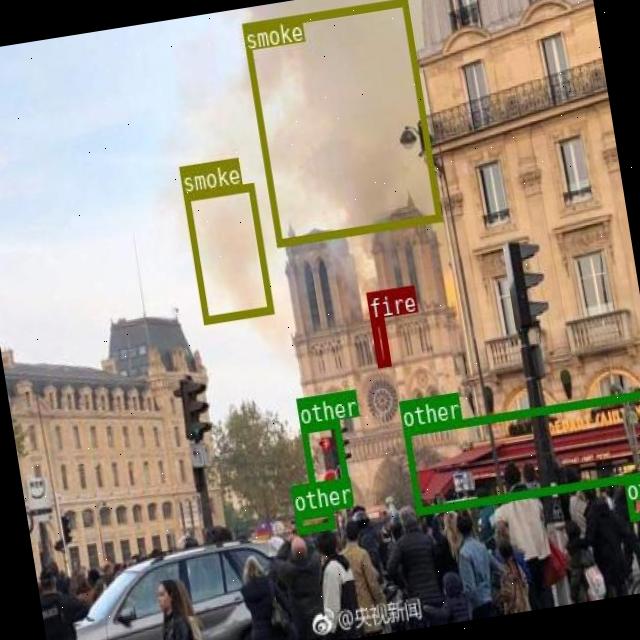 smoke
smoke
fire
other
other
other
@央视新闻